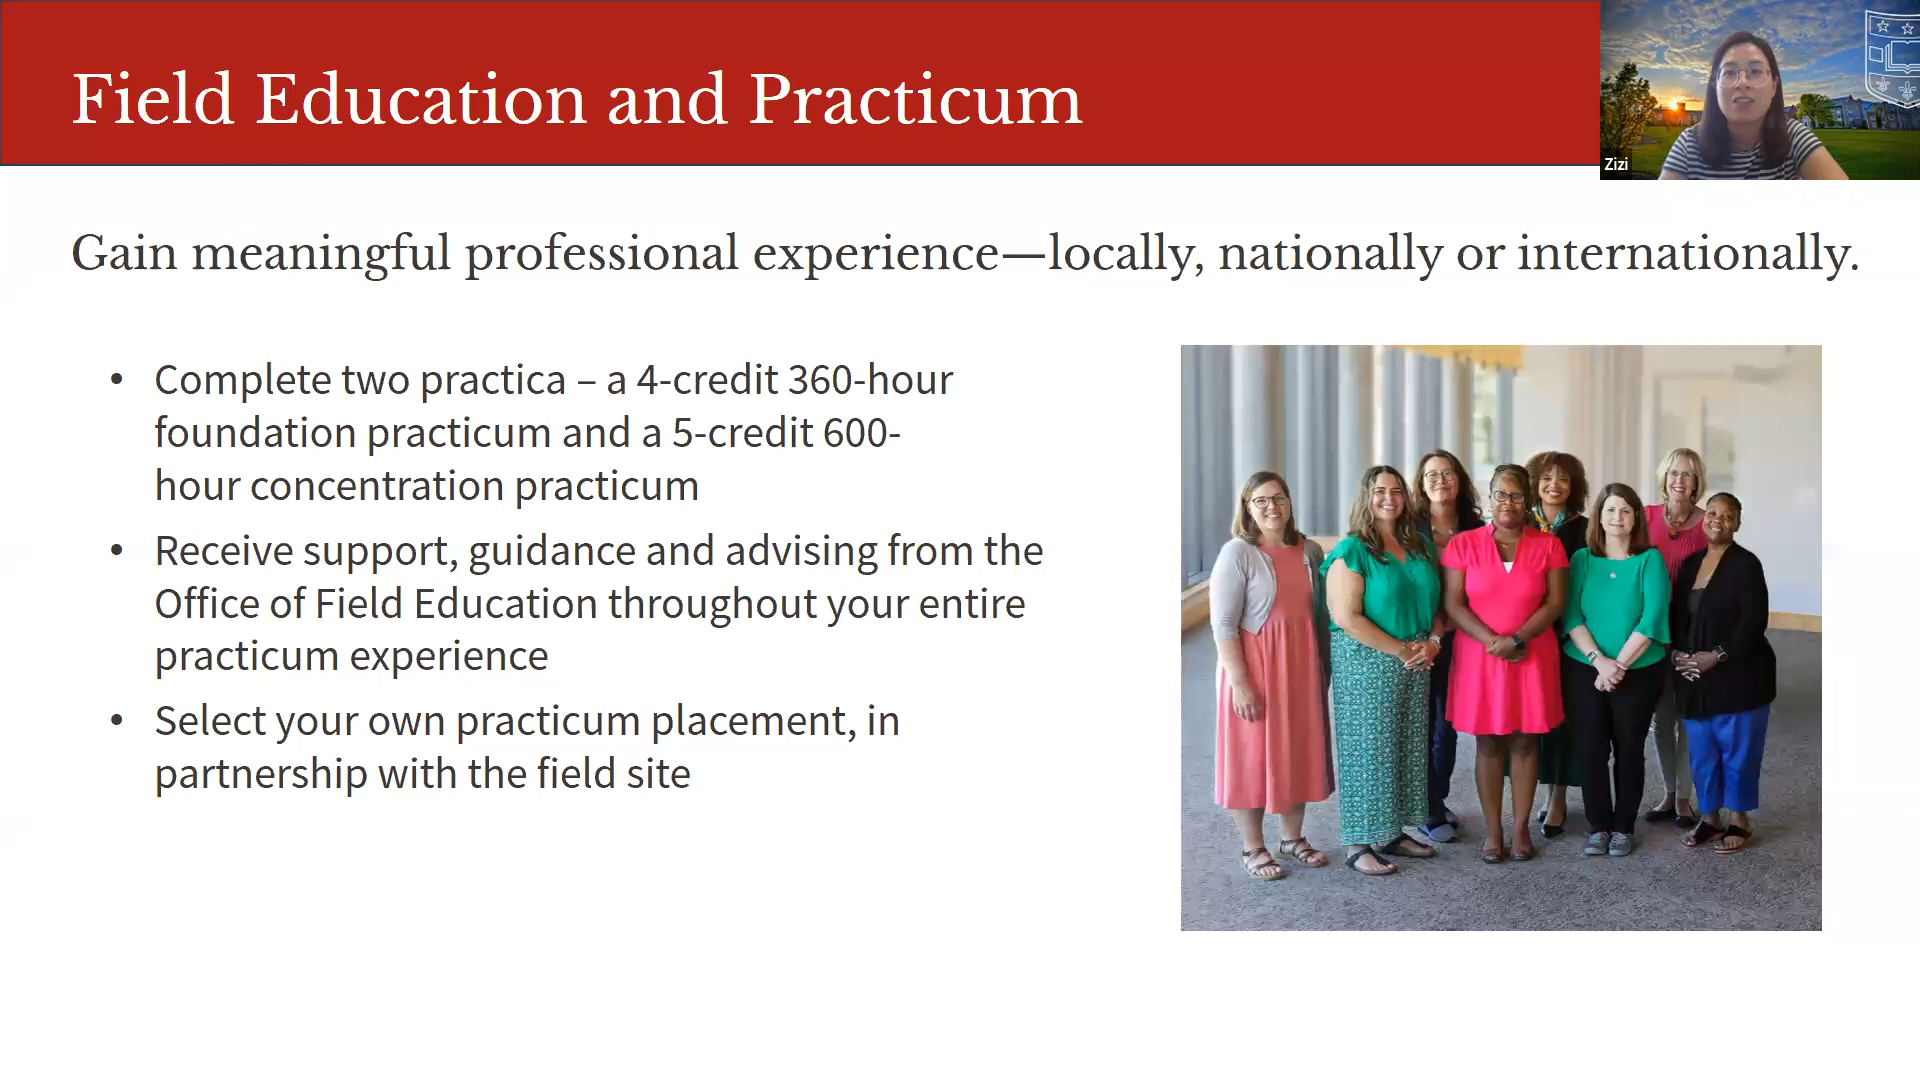 Field Education and Practicum
Zizi
Gain meaningful professional experience—locally, nationally or internationally.
• Complete two practica – a 4-credit 360-hour
foundation practicum and a 5-credit 600-
hour concentration practicum
• Receive support, guidance and advising from the
Office of Field Education throughout your entire
practicum experience
• Select your own practicum placement, in
partnership with the field site